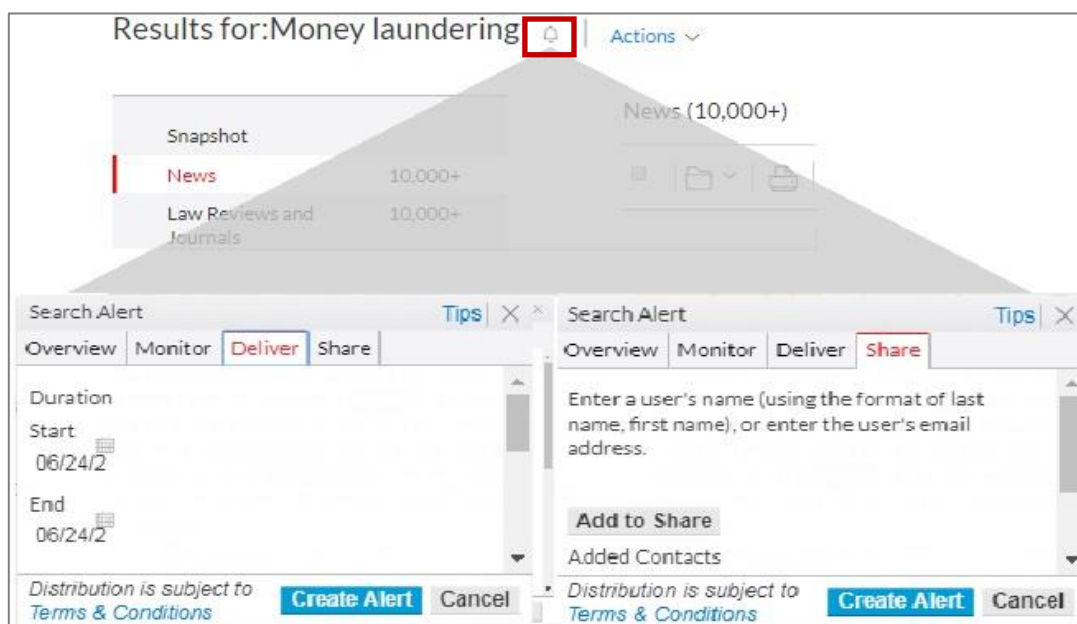 Results for:Money laundering
Actions
News (10,000+)
Snapshot
News 10,000+
Law Reviews and 10,000+
Journals
Search Alert Tips
Overview Monitor Deliver Share
Duration
Start
06/24/2
End
06/24/2
Distribution is subject to
Terms & Conditions
Create Alert Cancel
Search Alert Tips
Overview Monitor Deliver Share
Enter a user's name (using the format of last
name, first name), or enter the user's email
address.
Add to Share
Added Contacts
Distribution is subject to
Terms & Conditions
Create Alert Cancel